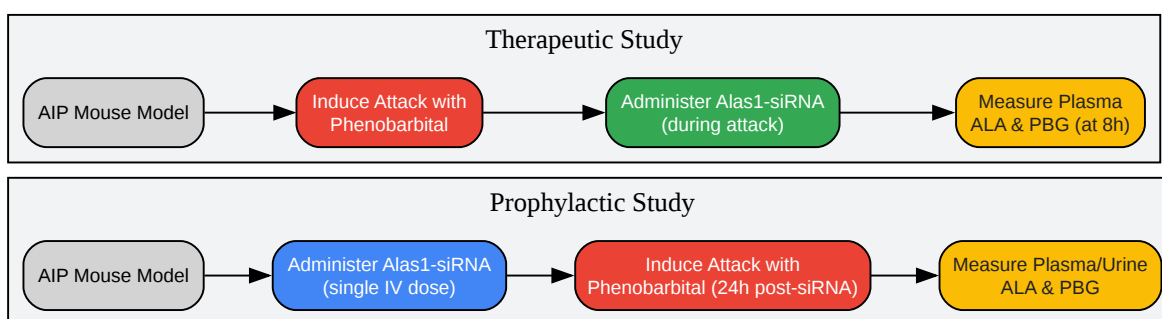 Therapeutic Study
AIP Mouse Model
Induce Attack with
Phenobarbital
Administer Alas1-siRNA
(during attack)
Measure Plasma
ALA & PBG (at 8h)
Prophylactic Study
AIP Mouse Model
Administer Alas1-siRNA
(single IV dose)
Induce Attack with
Phenobarbital (24h post-siRNA)
Measure Plasma/Urine
ALA & PBG